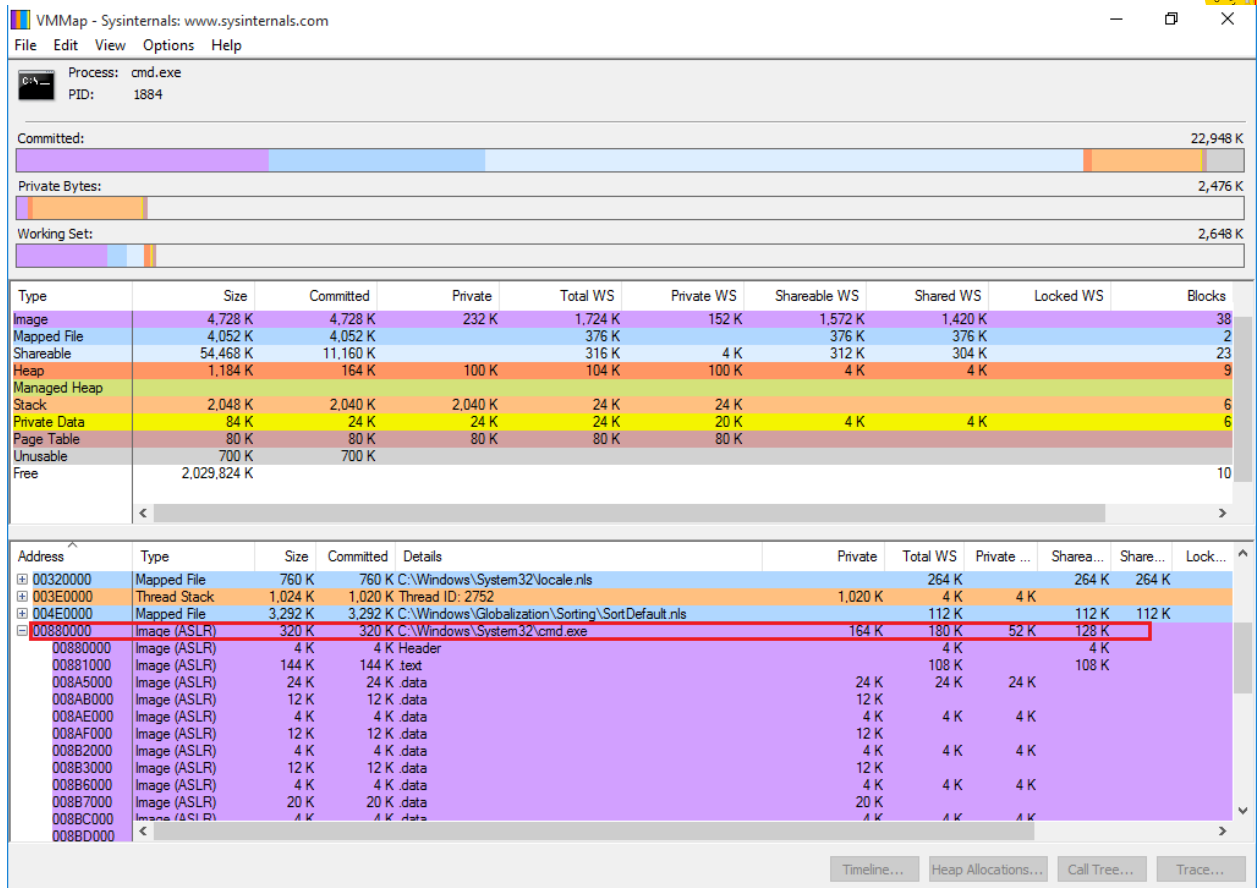 VMMap - Sysinternals: www.sysinternals.com
File Edit View Options Help
Process: cmd.exe
PID: 1884
Committed: 22,948 K
Private Bytes: 2,476 K
Working Set: 2,648 K
Type Size Committed Private Total WS Private WS Shareable WS Shared WS Locked WS Blocks
Image 4,728 K 4,728 K 232 K 1,724 K 152 K 1,572 K 1,420 K 38
Mapped File 4,052 K 4,052 K 376 K 376 K 376 K 2
Shareable 54,468 K 11,160 K 316 K 4 K 312 K 304 K 23
Heap 1,184 K 164 K 100 K 104 K 100 K 4 K 4 K 9
Managed Heap
Stack 2,048 K 2,040 K 2,040 K 24 K 24 K 6
Private Data 84 K 24 K 24 K 24 K 20 K 4 K 4 K 6
Page Table 80 K 80 K 80 K 80 K 80 K
Unusable 700 K 700 K
Free 2,029,824 K 10
Address Type Size Committed Details Private Total WS Private ... Sharea... Share... Lock...
00320000 Mapped File 760 K 760 K C:\Windows\System32\locale.nls 264 K 264 K 264 K
003E0000 Thread Stack 1,024 K 1,020 K Thread ID: 2752 1,020 K 4 K 4 K
004E0000 Mapped File 3,292 K 3,292 K C:\Windows\Globalization\Sorting\SortDefault.nls 112 K 112 K 112 K
00880000 Image (ASLR) 320 K 320 K C:\Windows\System32\cmd.exe 164 K 180 K 52 K 128 K
00880000 Image (ASLR) 4 K 4 K Header 4 K 4 K
00881000 Image (ASLR) 144 K 144 K .text 108 K 108 K
008A5000 Image (ASLR) 24 K 24 K .data 24 K 24 K 24 K
008AB000 Image (ASLR) 12 K 12 K .data 12 K
008AE000 Image (ASLR) 4 K 4 K .data 4 K 4 K 4 K
008AF000 Image (ASLR) 12 K 12 K .data 12 K
008B2000 Image (ASLR) 4 K 4 K .data 4 K 4 K 4 K
008B3000 Image (ASLR) 12 K 12 K .data 12 K
008B6000 Image (ASLR) 4 K 4 K .data 4 K 4 K 4 K
008B7000 Image (ASLR) 20 K 20 K .data 20 K
008BC000 Image (ASLR) 4 K 4 K .data 4 K 4 K 4 K
008BD000
Timeline... Heap Allocations... Call Tree... Trace...